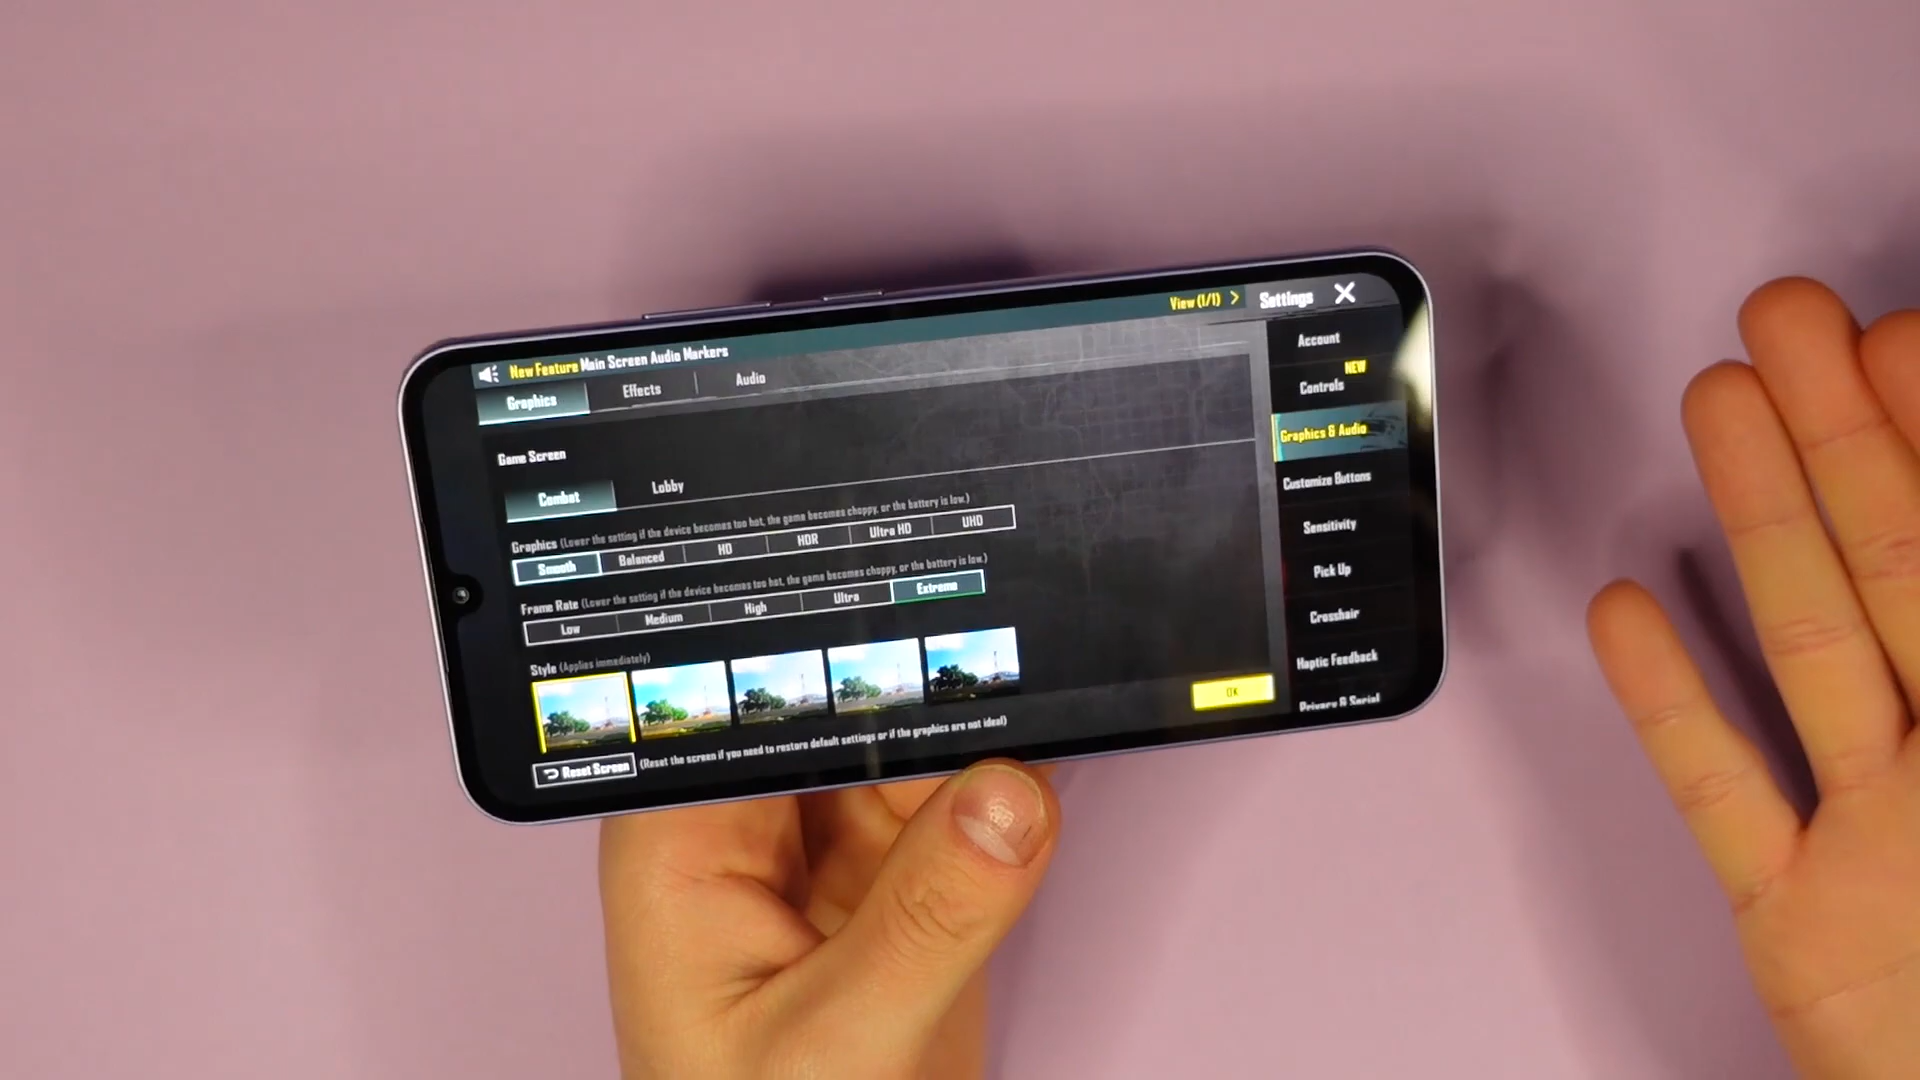 New Feature Main Screen Audio Markers
View (1/1)
Settings
Graphics
Effects
Audio
Game Screen
Combat
Lobby
Graphics (Lower the setting if the device becomes too hot, the game becomes choppy, or the battery is low.)
Smooth
Balanced
HD
HDR
Ultra HD
UHD
Frame Rate (Lower the setting if the device becomes too hot, the game becomes choppy, or the battery is low.)
Low
Medium
High
Ultra
Extreme
Style (Applies immediately)
Reset Screen (Reset the screen if you need to restore default settings or if the graphics are not ideal)
OK
Account
NEW
Controls
Graphics & Audio
Customize Buttons
Sensitivity
Pick Up
Crosshair
Haptic Feedback
Privacy & Social